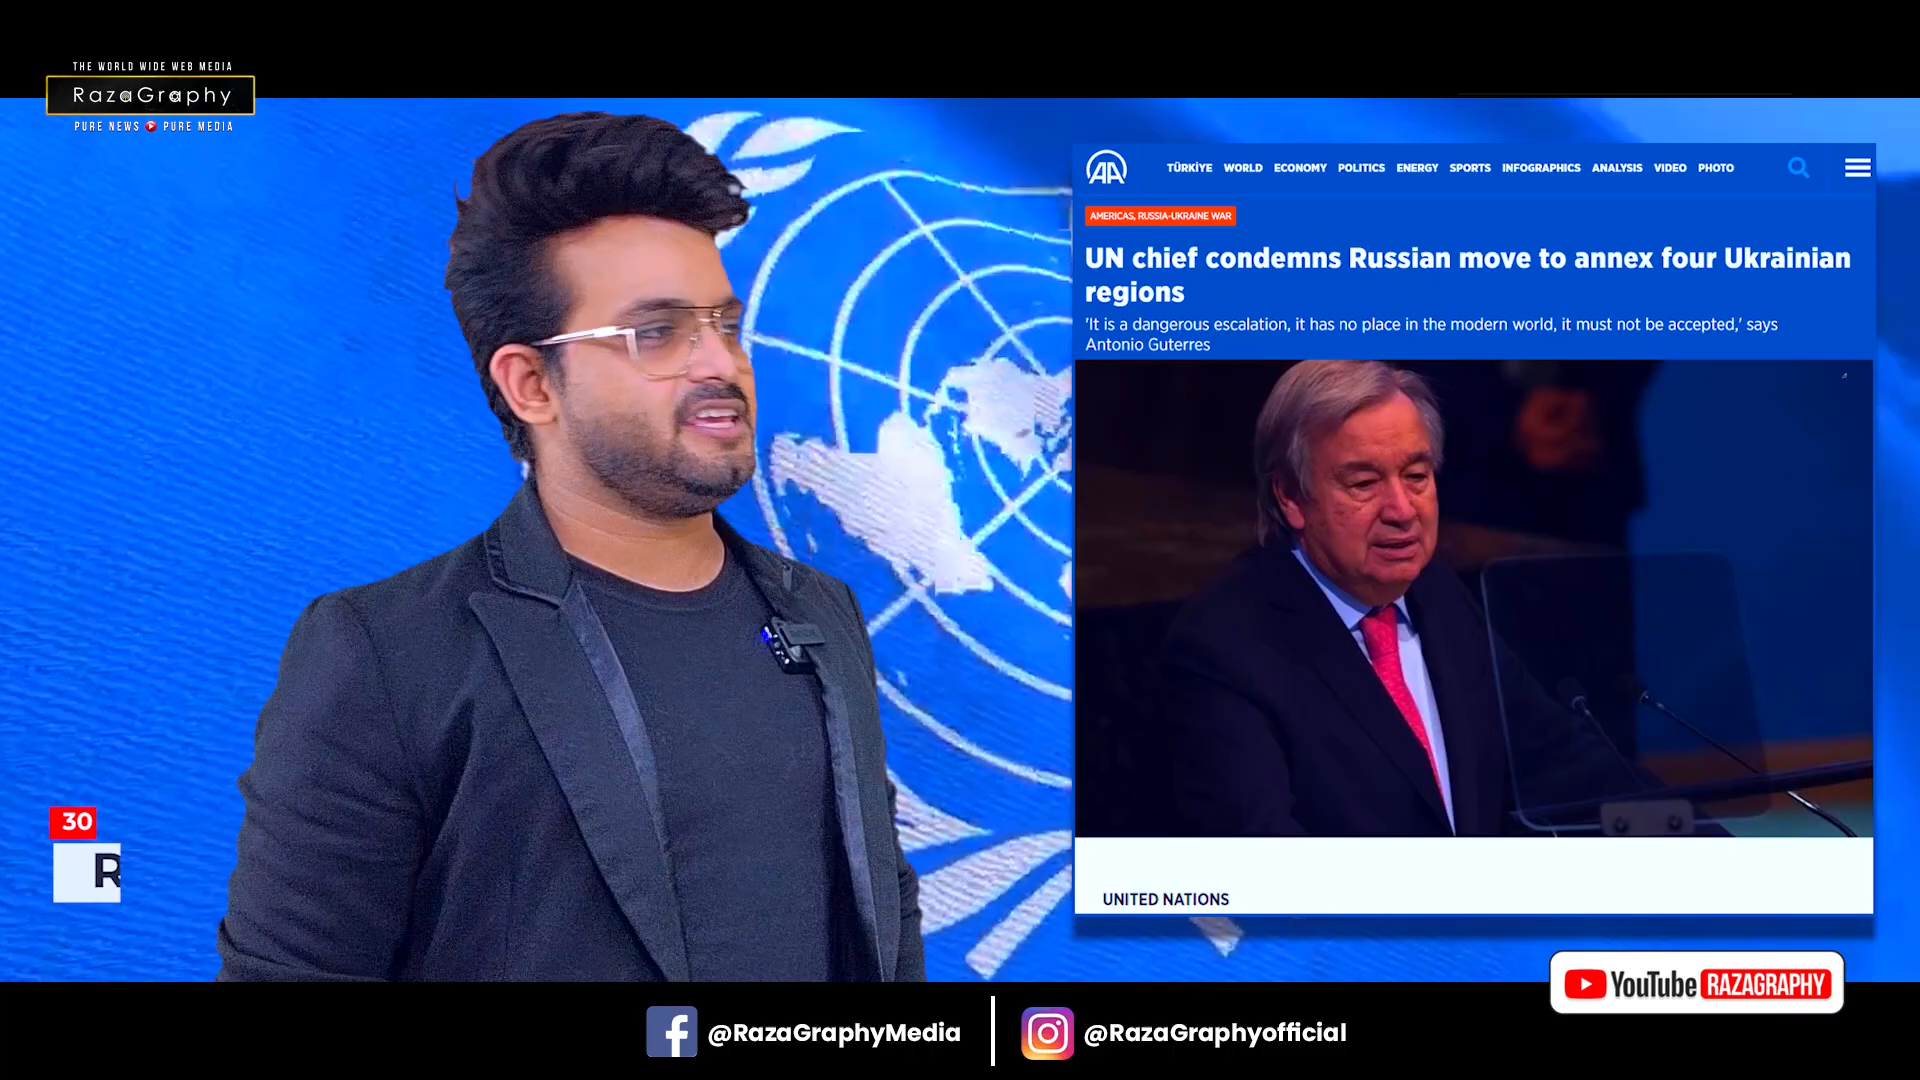 THE WORLD WIDE WEB MEDIA
RazaGraphy
PURE NEWS PURE MEDIA
AA
TÜRKİYE WORLD ECONOMY POLITICS ENERGY SPORTS INFOGRAPHICS ANALYSIS VIDEO PHOTO
AMERICAS, RUSSIA-UKRAINE WAR
UN chief condemns Russian move to annex four Ukrainian
regions
'It is a dangerous escalation, it has no place in the modern world, it must not be accepted,' says
Antonio Guterres
UNITED NATIONS
30
R
YouTube RAZAGRAPHY
@RazaGraphyMedia
@RazaGraphyofficial